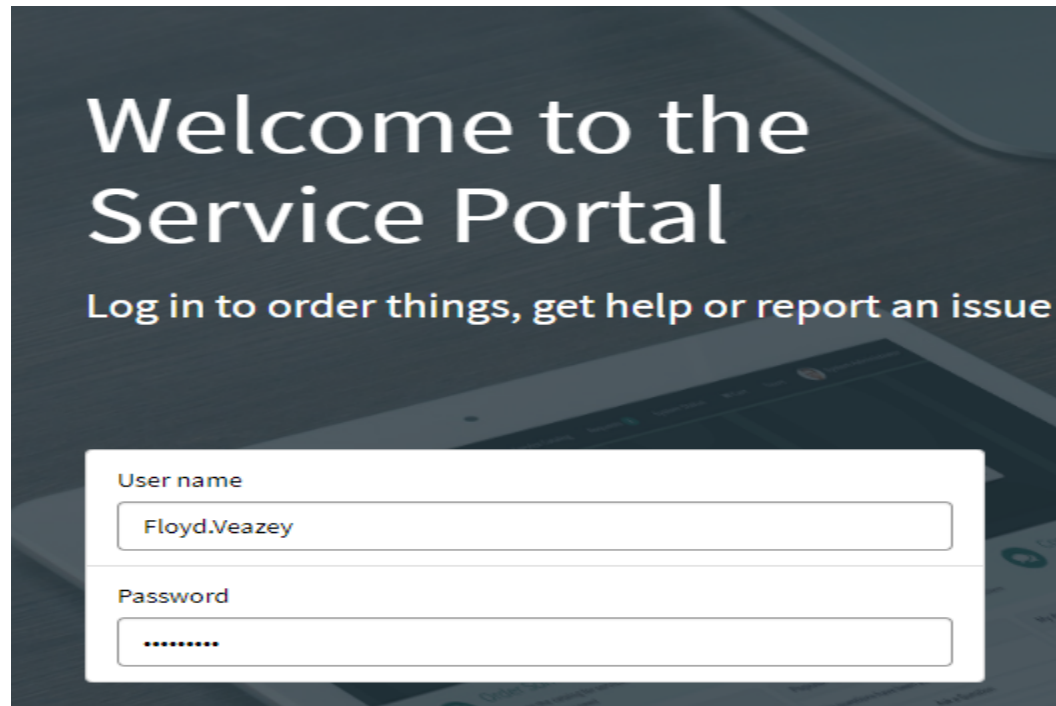 Welcome to the
Service Portal
Log in to order things, get help or report an issue
User name
Floyd.Veazey
Password
•••••••••